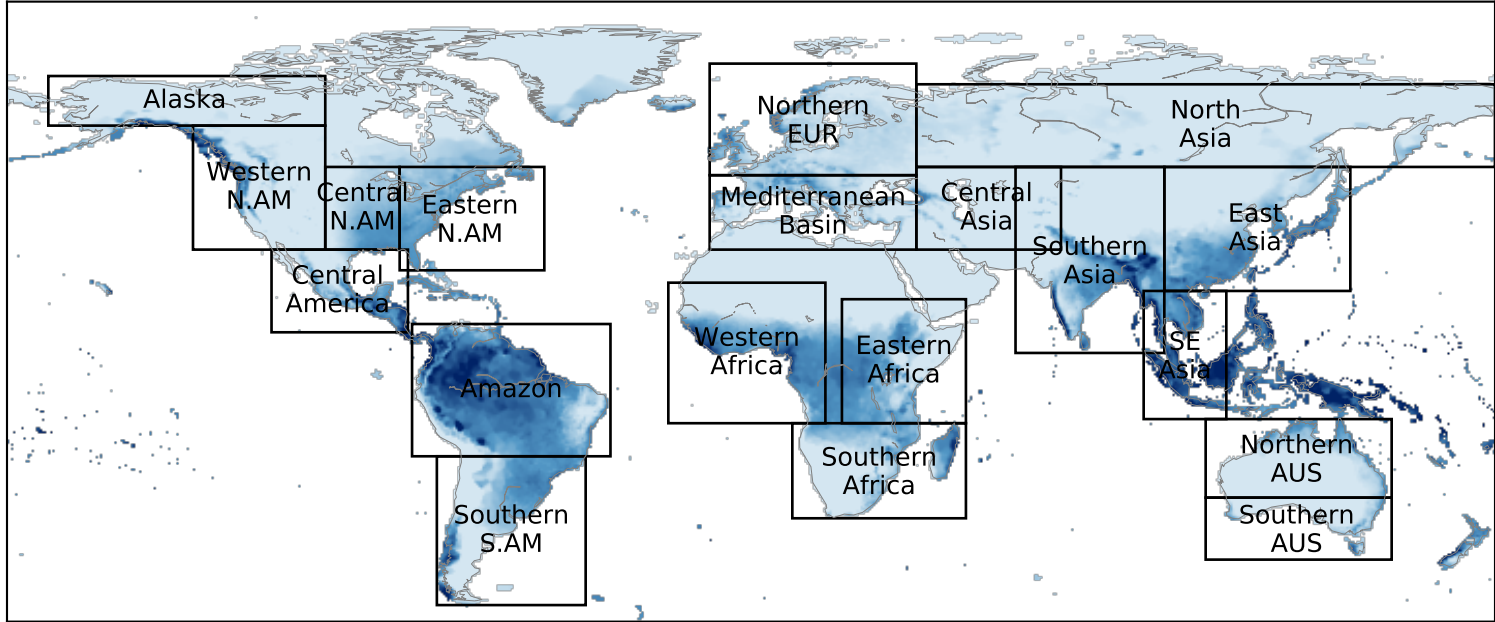 Alaska
Northern
EUR
North
Asia
Western
N.AM
Central
N.AM
Eastern
N.AM
Mediterranean
Basin
Central
Asia
East
Asia
Southern
Asia
Central
America
Western
Africa
Eastern
Africa
SE
Asia
Amazon
Southern
Africa
Northern
AUS
Southern
S.AM
Southern
AUS